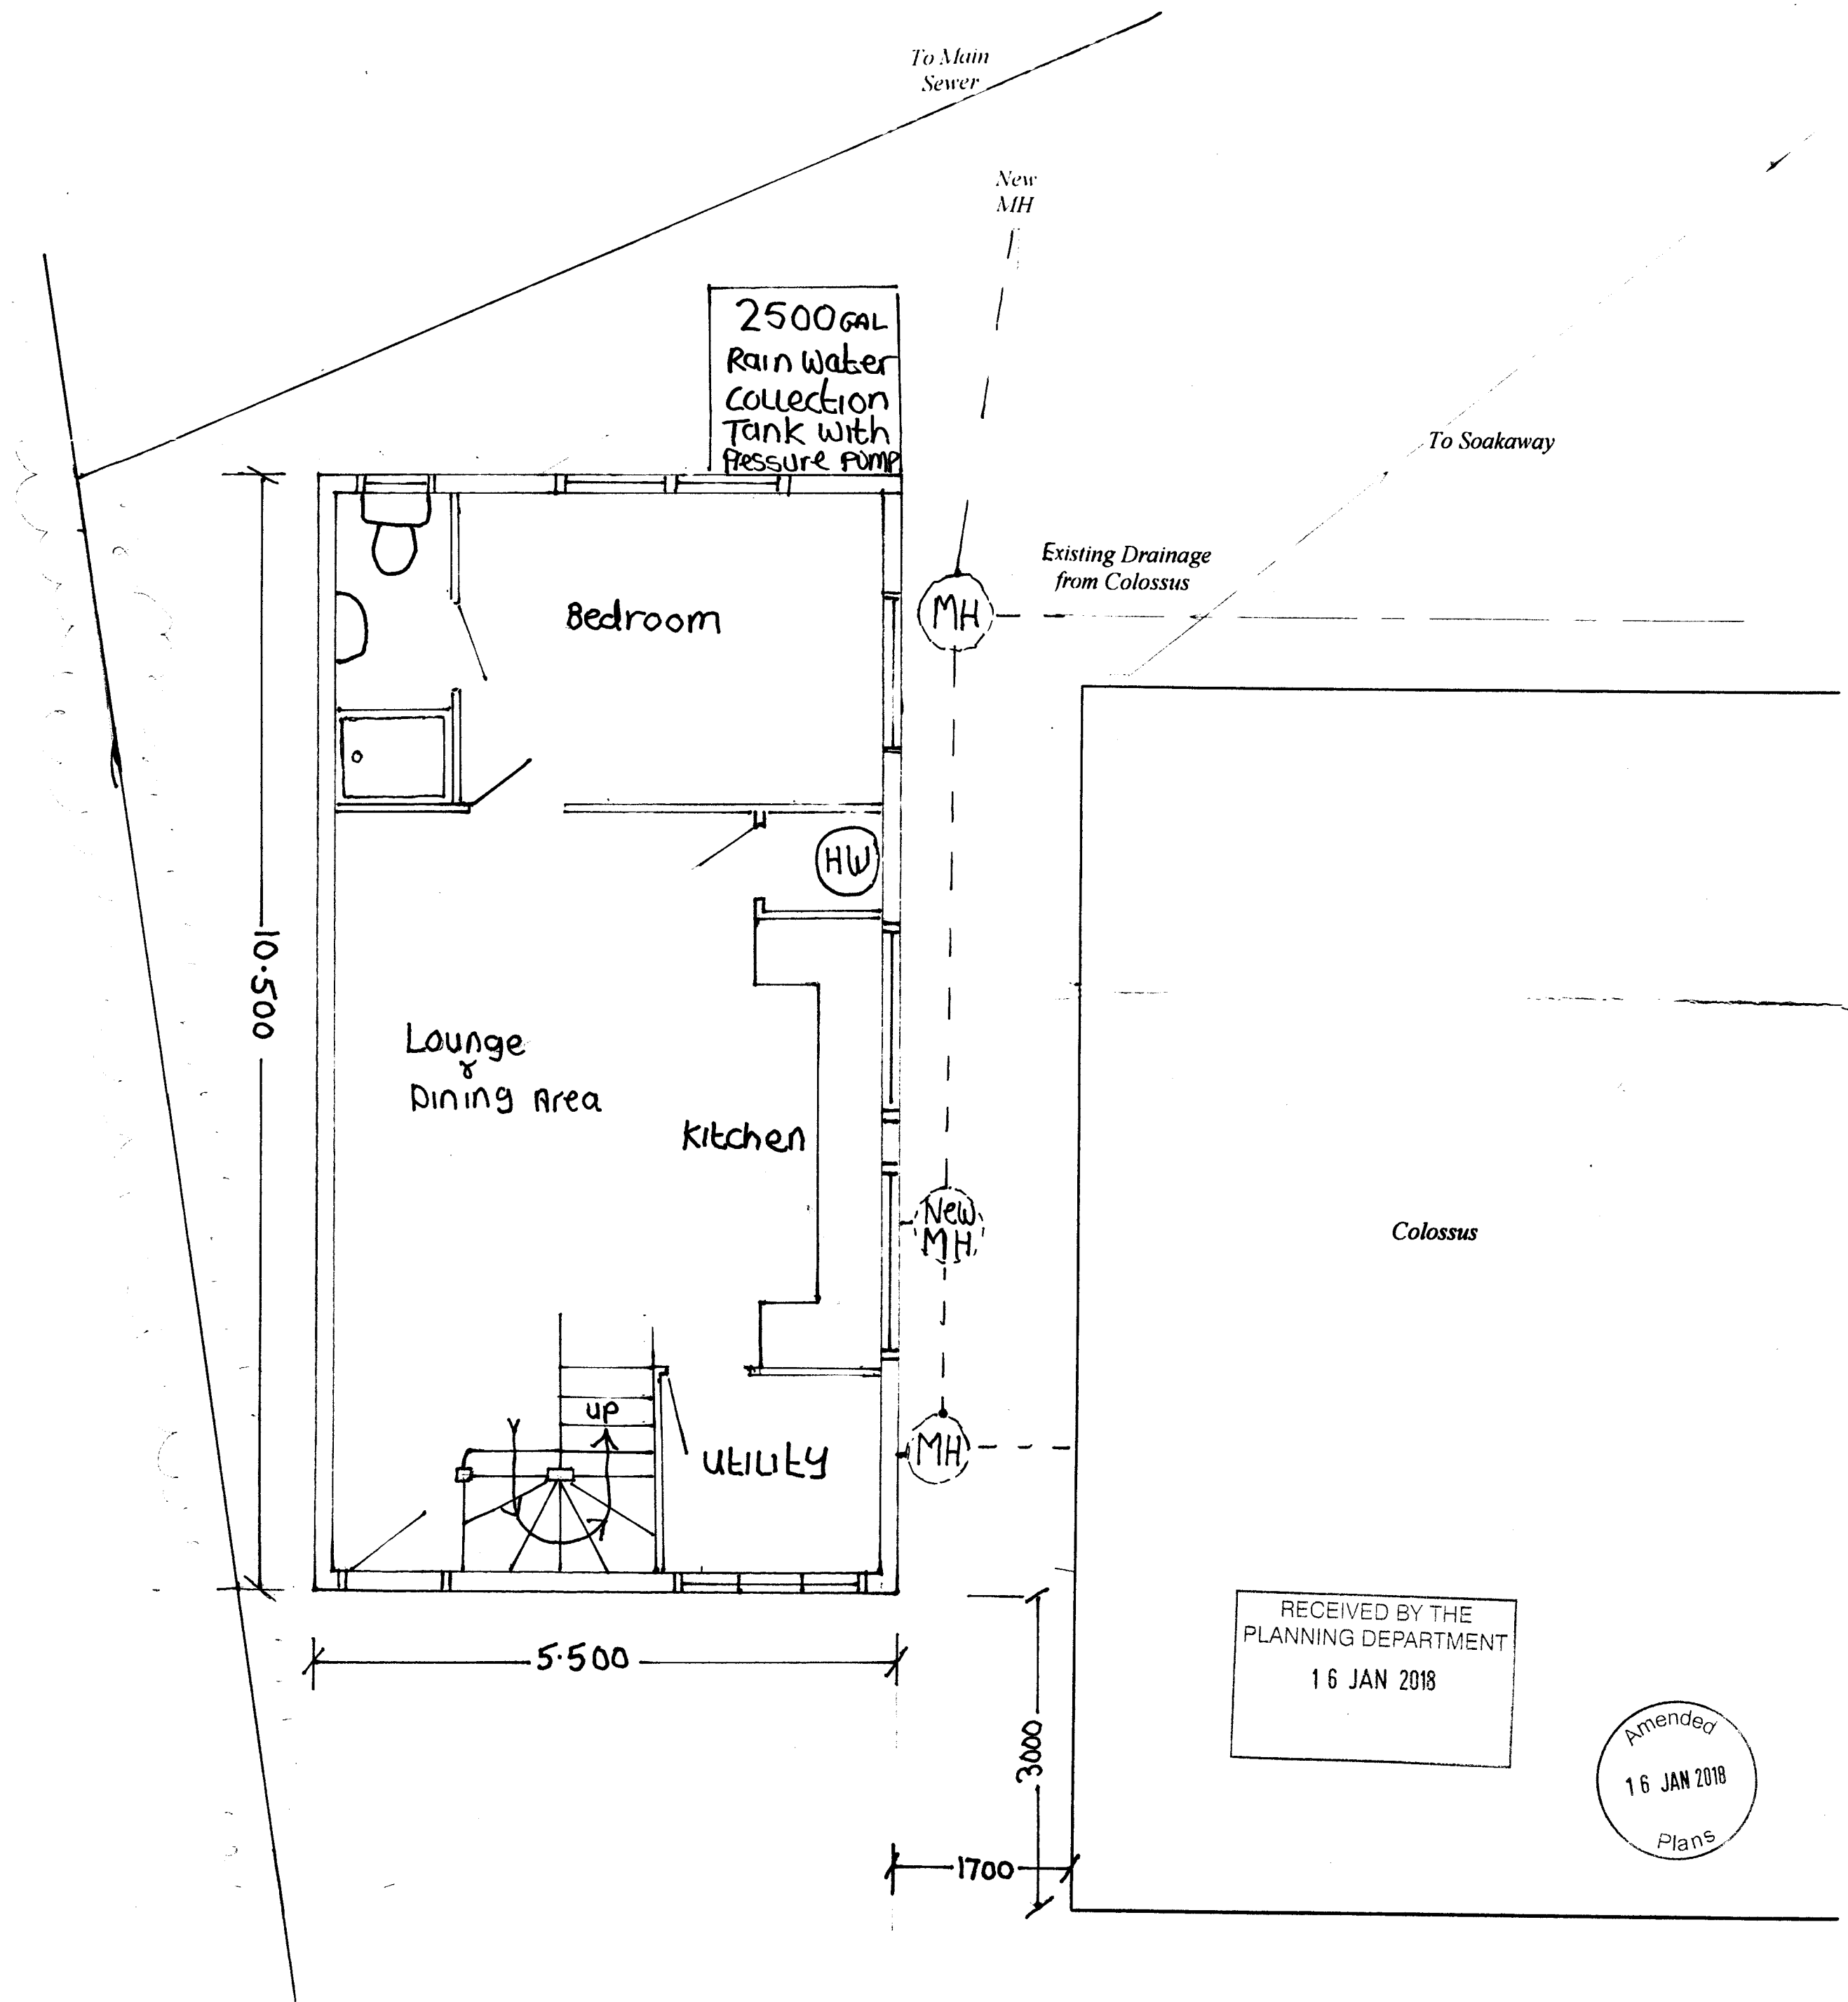 To Main
Sewer
New
MH
2500 GAL
Rain Water
Collection
Tank with
Pressure Pump
To Soakaway
Existing Drainage
from Colossus
MH
Bedroom
HW
10.500
Lounge
&
Dining Area
Kitchen
New
MH
Colossus
UP
Utility
MH
5.500
3000
1700
RECEIVED BY THE
PLANNING DEPARTMENT
16 JAN 2018
Amended
16 JAN 2018
Plans